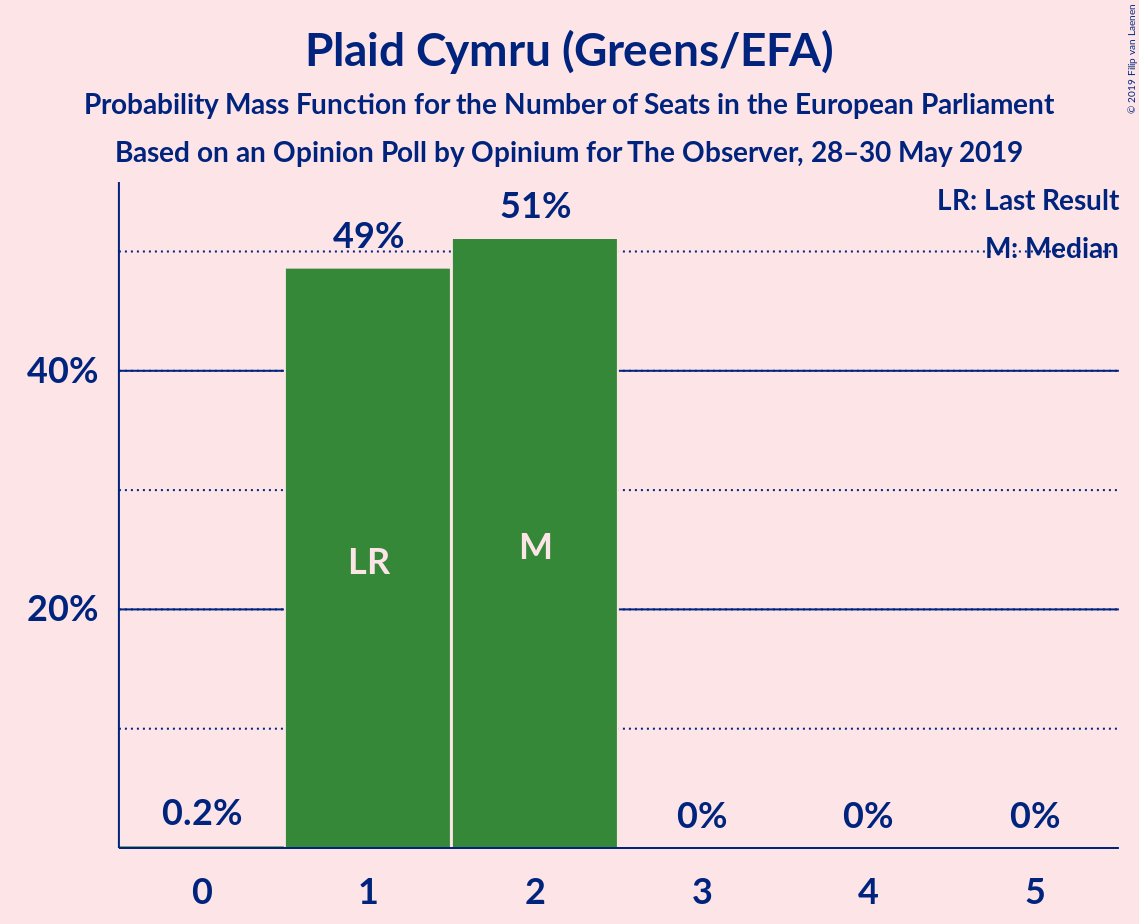 Plaid Cymru (Greens/EFA)
Probability Mass Function for the Number of Seats in the European Parliament
Based on an Opinion Poll by Opinium for The Observer, 28–30 May 2019
© 2019 Filip van Laenen
LR: Last Result
M: Median
51%
49%
40%
LR
M
20%
0.2%
0%
0%
0%
0
1
2
3
4
5